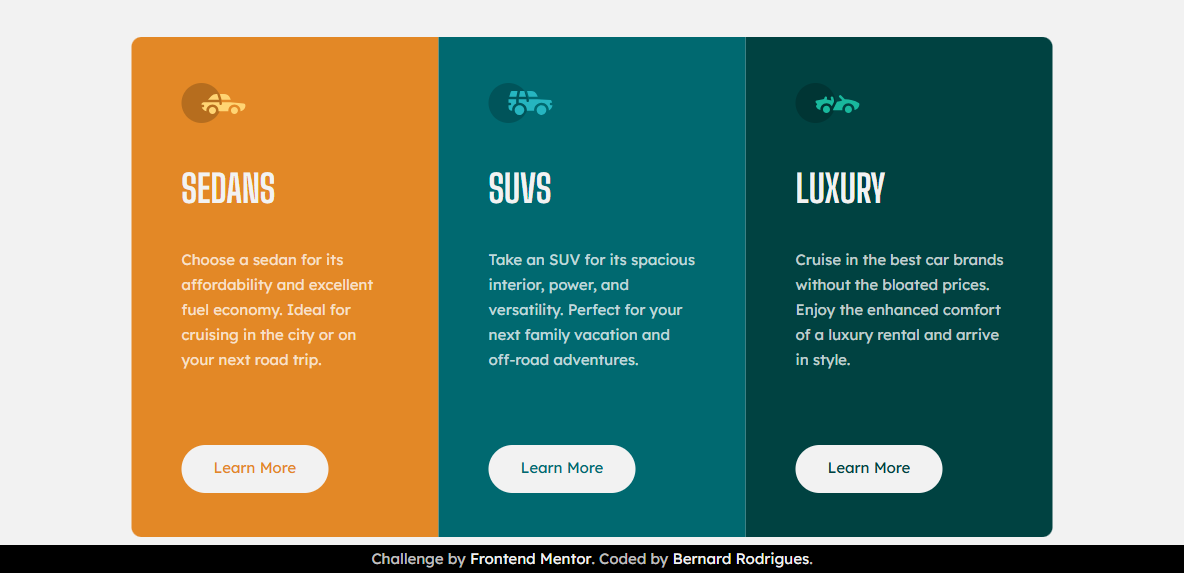 SEDANS
Choose a sedan for its
affordability and excellent
fuel economy. Ideal for
cruising in the city or on
your next road trip.
Learn More
SUVS
Take an SUV for its spacious
interior, power, and
versatility. Perfect for your
next family vacation and
off-road adventures.
Learn More
LUXURY
Cruise in the best car brands
without the bloated prices.
Enjoy the enhanced comfort
of a luxury rental and arrive
in style.
Learn More
Challenge by Frontend Mentor. Coded by Bernard Rodrigues.